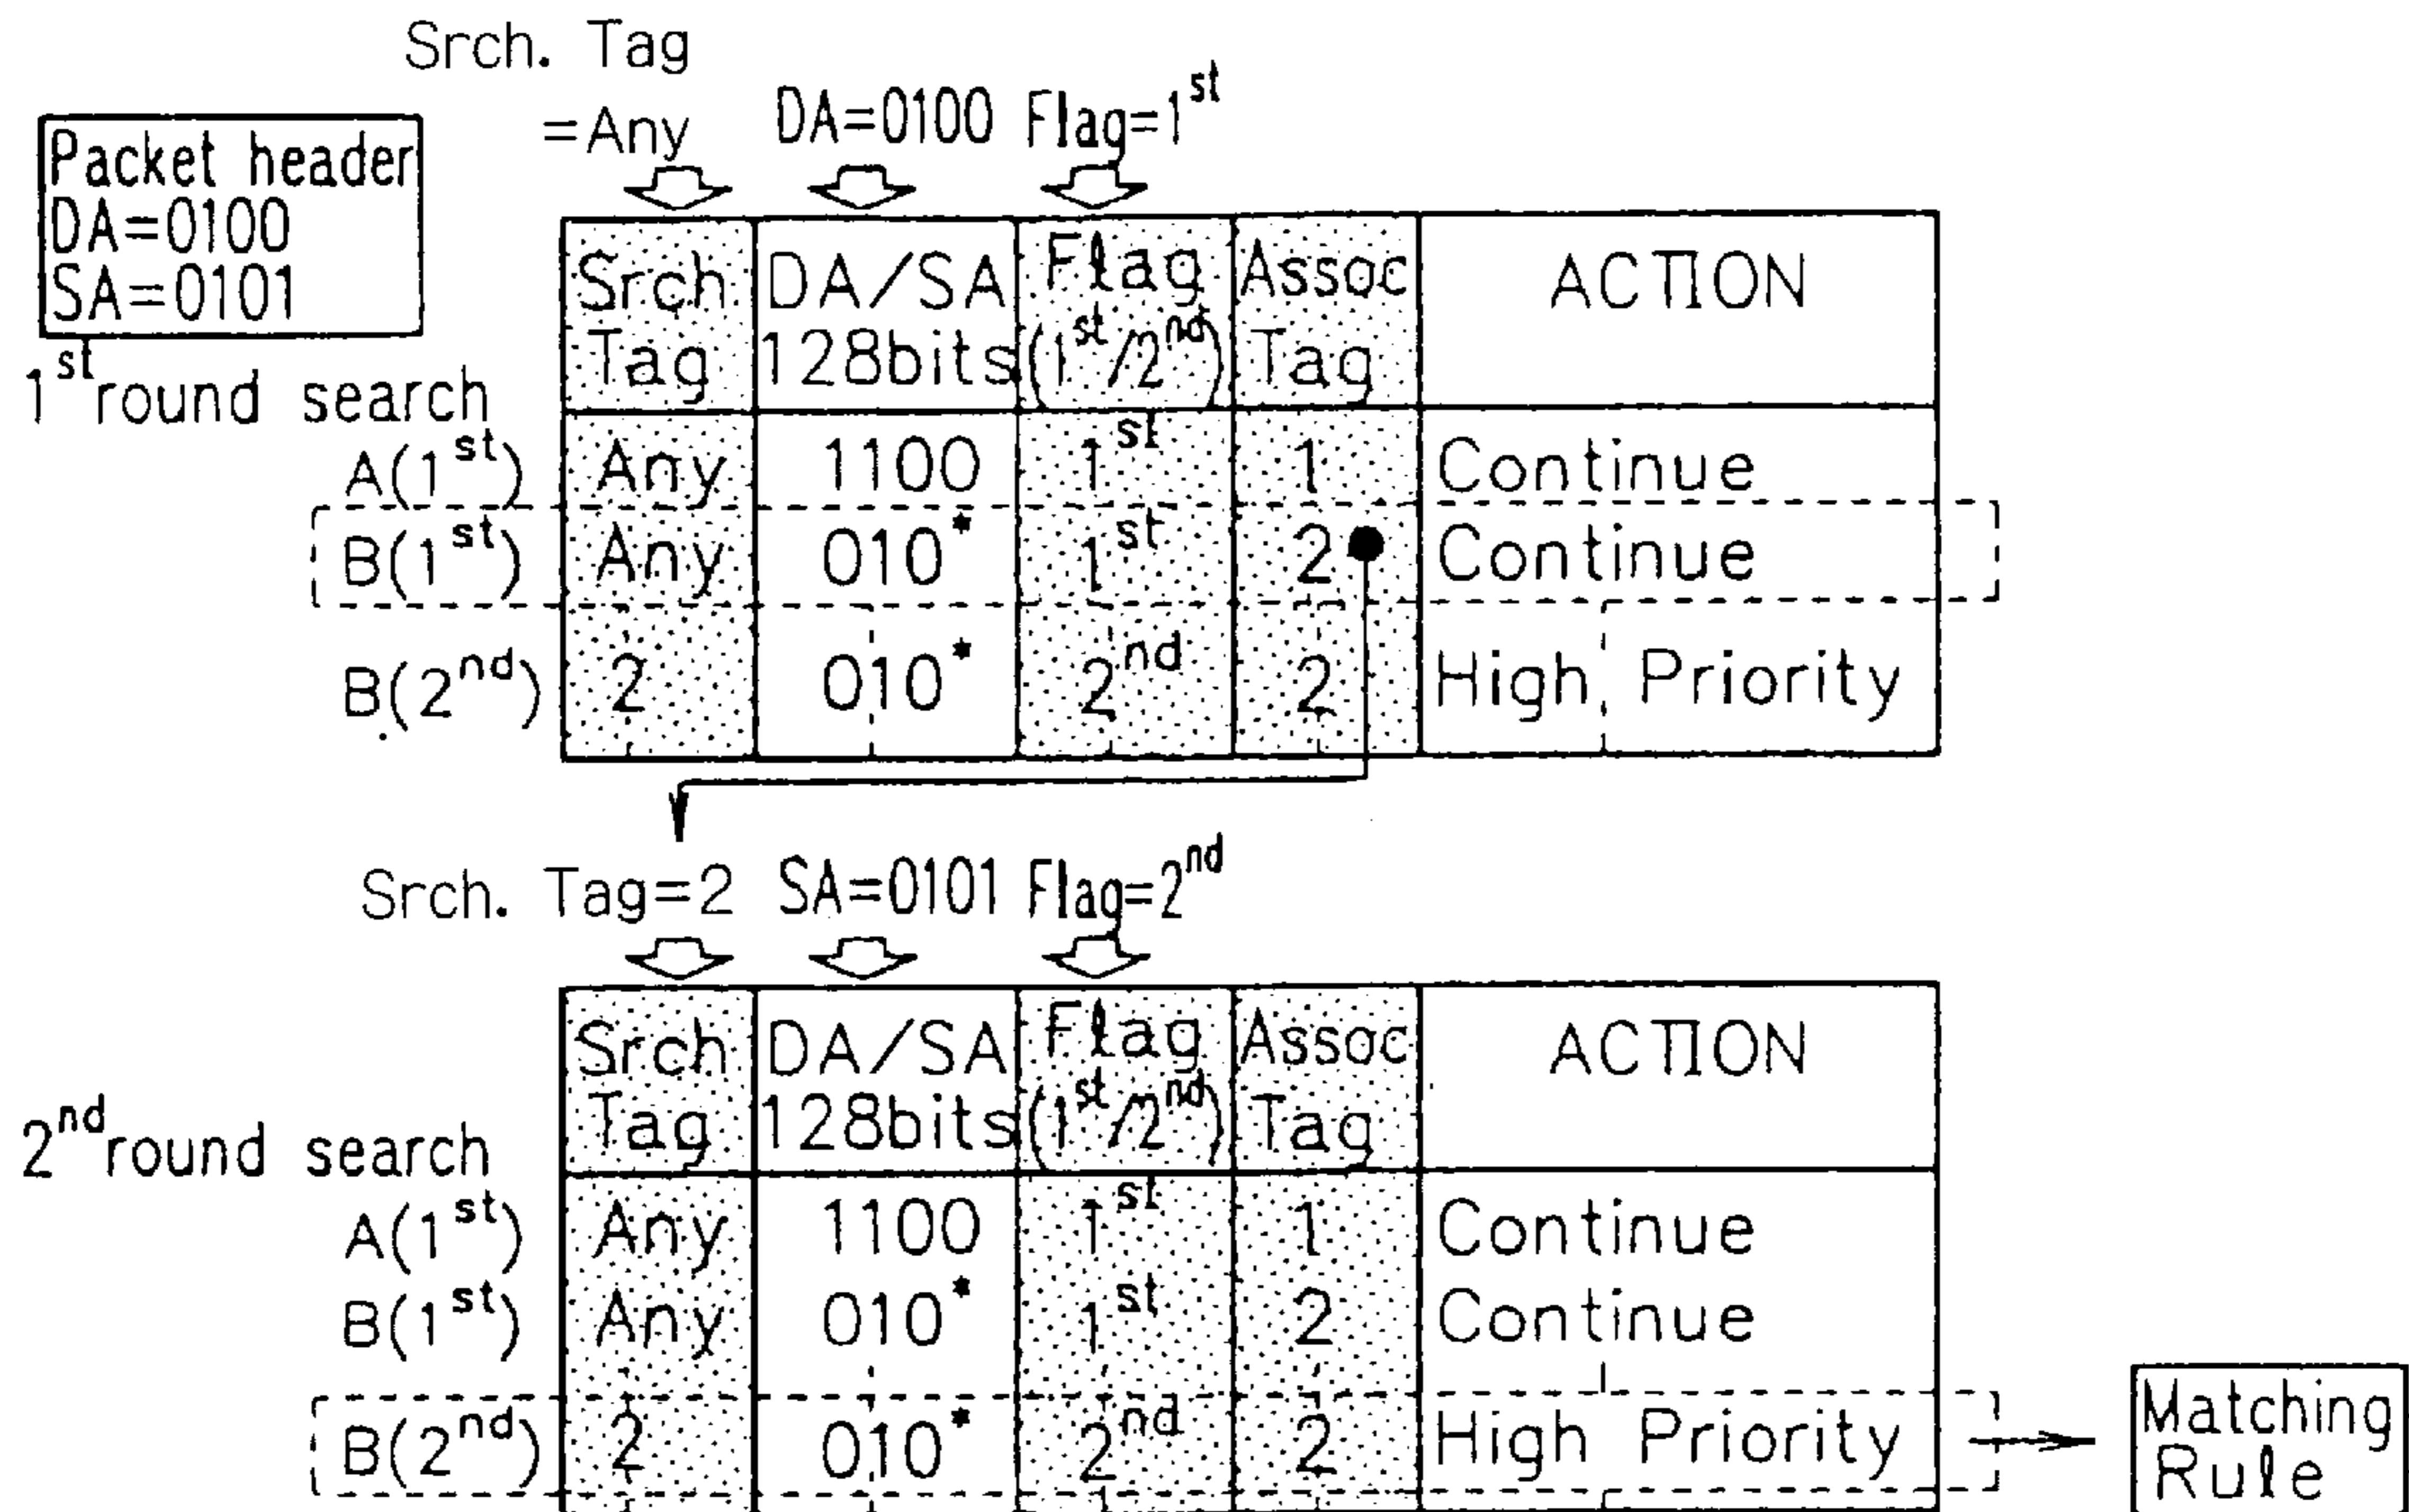 Srch. Tag
=Any DA=0100 Flag=1st
Packet header
DA=0100
SA=0101
1st round search
Srch Tag DA/SA 128bits Flag (1st/2nd) Assoc Tag ACTION
A(1st) Any 1100 1st 1 Continue
B(1st) Any 010* 1st 2 Continue
B(2nd) 2 010* 2nd 2 High Priority
Srch. Tag=2 SA=0101 Flag=2nd
2nd round search
Srch Tag DA/SA 128bits Flag (1st/2nd) Assoc Tag ACTION
A(1st) Any 1100 1st 1 Continue
B(1st) Any 010* 1st 2 Continue
B(2nd) 2 010* 2nd 2 High Priority
Matching
Rule